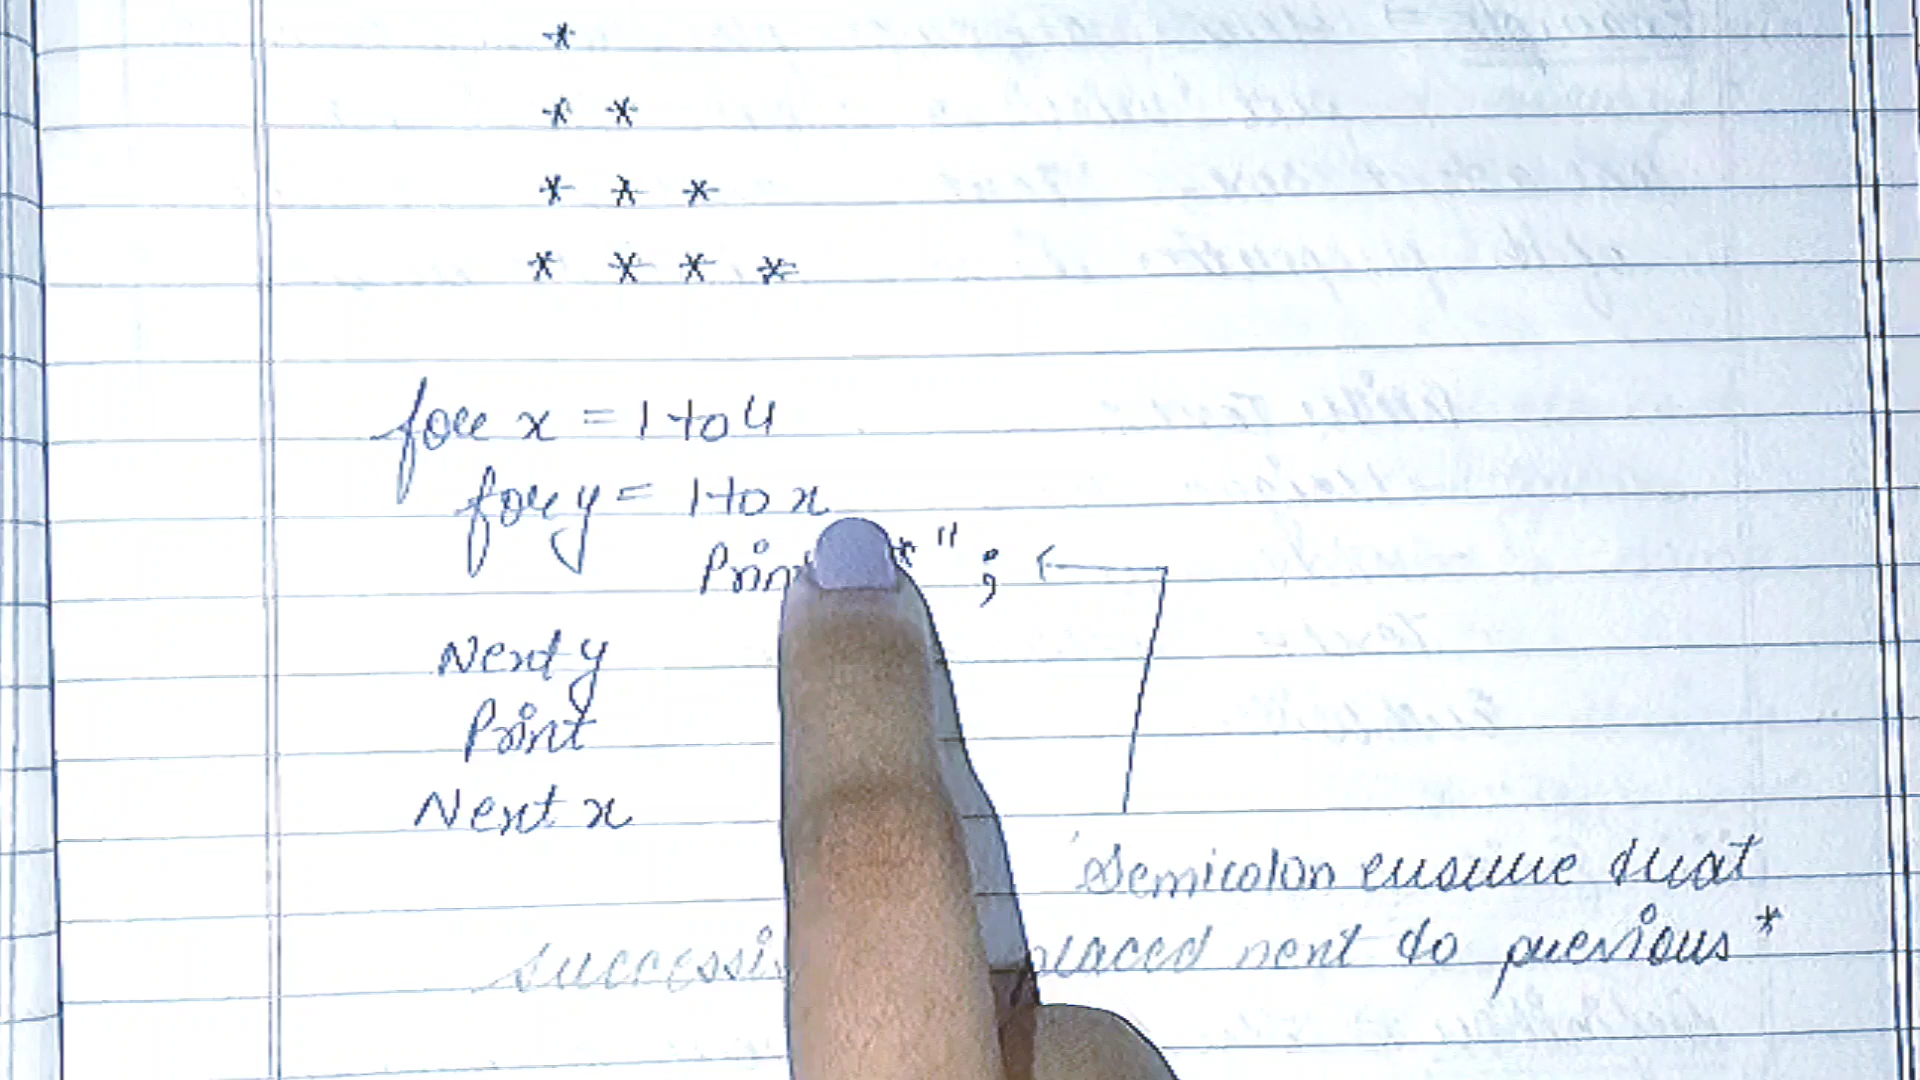 *
* *
* * *
* * * *
for x = 1 to 4
for y = 1 to x
Print *" ;
Next y
Print
Next x
Semicolon ensure that
placed next to previous *